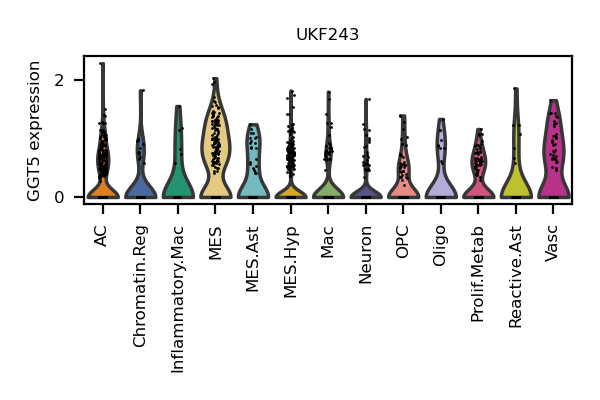 UKF243
GGT5 expression
2
0
AC
Chromatin.Reg
Inflammatory.Mac
MES
MES.Ast
MES.Hyp
Mac
Neuron
OPC
Oligo
Prolif.Metab
Reactive.Ast
Vasc